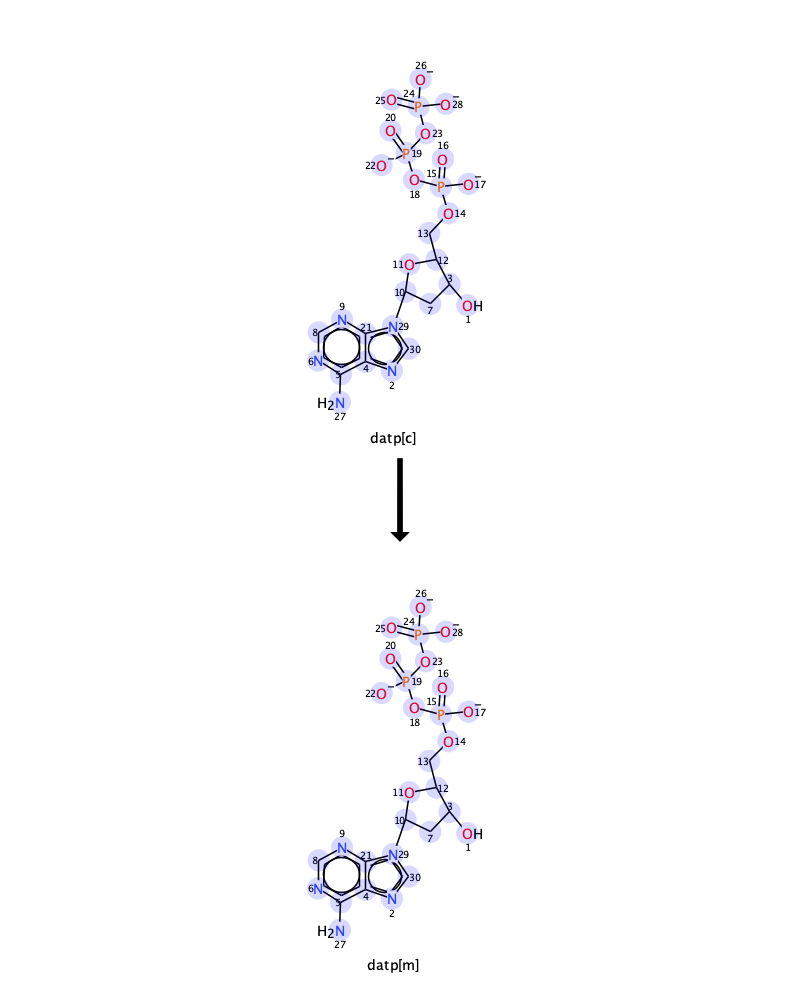 26
O−
24
25 O P O− 28
20
O O 23
16
O
P 19
22 O−
15
O P O− 17
18
O 14
13
11 O 12
3
10
7
OH
1
9
N
21 N 29
8
6 N
30
5 4 N
2
H2N
27
datp[c]
26
O−
24
25 O P O− 28
20
O O 23
16
O
P 19
22 O−
15
O P O− 17
18
O 14
13
11 O 12
3
10
7
OH
1
9
N
21 N 29
8
6 N
30
5 4 N
2
H2N
27
datp[m]